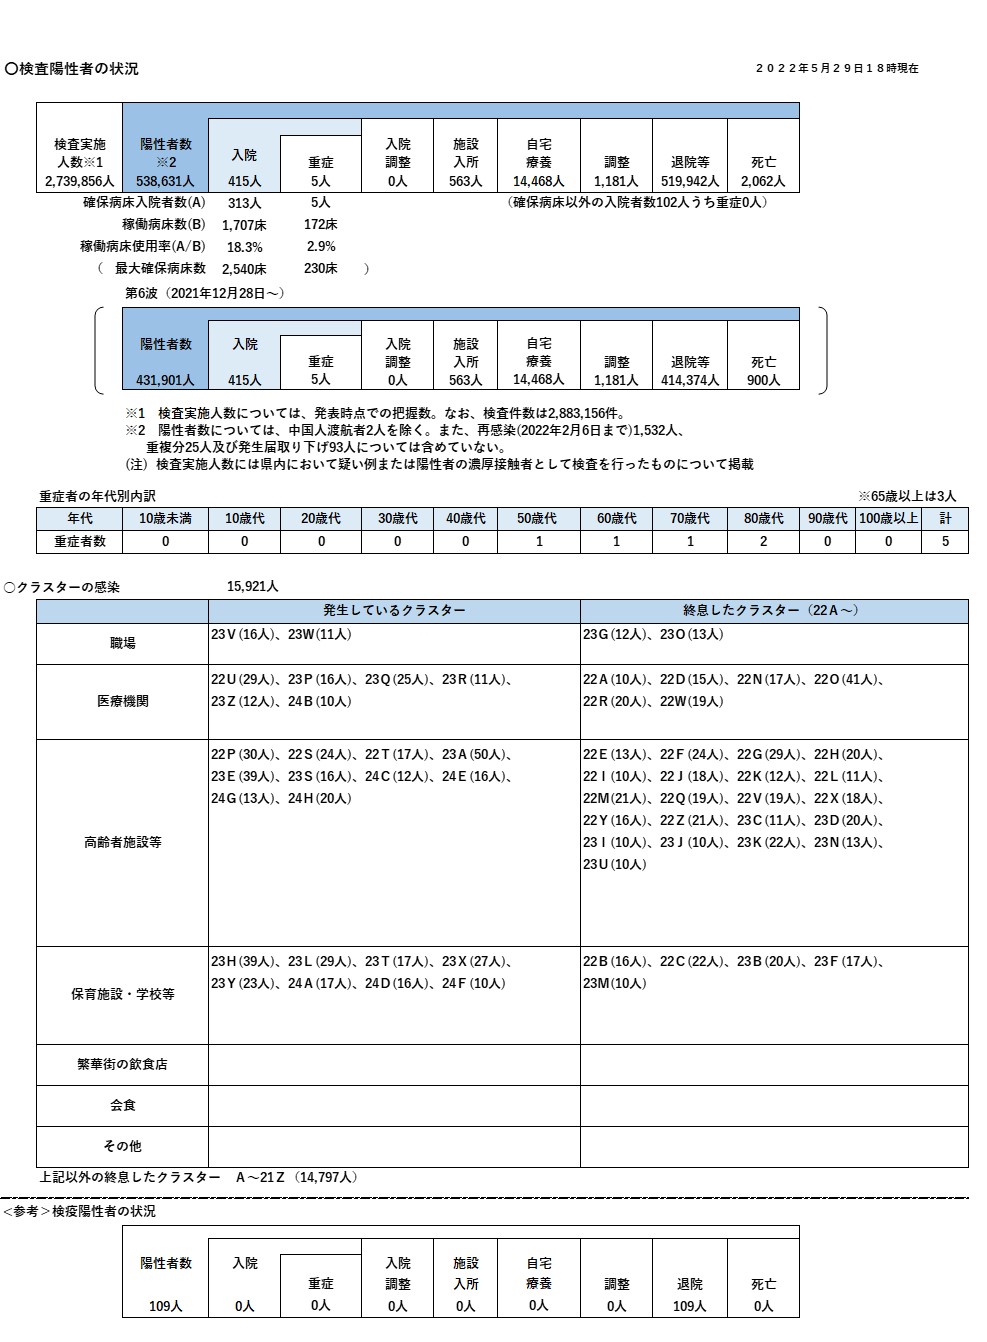 〇検査陽性者の状況
２０２２年５月２９日１８時現在
検査実施 陽性者数 入院 入院 施設 自宅
人数※1 ※2 重症 調整 入所 療養 調整 退院等 死亡
2,739,856人 538,631人 415人 5人 0人 563人 14,468人 1,181人 519,942人 2,062人
確保病床入院者数(A) 313人 5人 （確保病床以外の入院者数102人うち重症0人）
稼働病床数(B) 1,707床 172床
稼働病床使用率(A/B) 18.3% 2.9%
（　最大確保病床数 2,540床 230床 ）
第6波（2021年12月28日～）
陽性者数 入院 入院 施設 自宅
重症 調整 入所 療養 調整 退院等 死亡
431,901人 415人 5人 0人 563人 14,468人 1,181人 414,374人 900人
※1　検査実施人数については、発表時点での把握数。なお、検査件数は2,883,156件。
※2　陽性者数については、中国人渡航者2人を除く。また、再感染(2022年2月6日まで)1,532人、
重複分25人及び発生届取り下げ93人については含めていない。
(注)　検査実施人数には県内において疑い例または陽性者の濃厚接触者として検査を行ったものについて掲載
重症者の年代別内訳 ※65歳以上は3人
年代 10歳未満 10歳代 20歳代 30歳代 40歳代 50歳代 60歳代 70歳代 80歳代 90歳代 100歳以上 計
重症者数 0 0 0 0 0 1 1 1 2 0 0 5
〇クラスターの感染 15,921人
発生しているクラスター 終息したクラスター（22Ａ～）
職場 23Ｖ(16人)、23Ｗ(11人) 23Ｇ(12人)、23Ｏ(13人)
医療機関
22Ｕ(29人)、23Ｐ(16人)、23Ｑ(25人)、23Ｒ(11人)、
23Ｚ(12人)、24Ｂ(10人)
22Ａ(10人)、22Ｄ(15人)、22Ｎ(17人)、22Ｏ(41人)、
22Ｒ(20人)、22Ｗ(19人)
高齢者施設等
22Ｐ(30人)、22Ｓ(24人)、22Ｔ(17人)、23Ａ(50人)、
23Ｅ(39人)、23Ｓ(16人)、24Ｃ(12人)、24Ｅ(16人)、
24Ｇ(13人)、24Ｈ(20人)
22Ｅ(13人)、22Ｆ(24人)、22Ｇ(29人)、22Ｈ(20人)、
22Ｉ(10人)、22Ｊ(18人)、22Ｋ(12人)、22Ｌ(11人)、
22Ｍ(21人)、22Ｑ(19人)、22Ｖ(19人)、22Ｘ(18人)、
22Ｙ(16人)、22Ｚ(21人)、23Ｃ(11人)、23Ｄ(20人)、
23Ｉ(10人)、23Ｊ(10人)、23Ｋ(22人)、23Ｎ(13人)、
23Ｕ(10人)
保育施設・学校等
23Ｈ(39人)、23Ｌ(29人)、23Ｔ(17人)、23Ｘ(27人)、
23Ｙ(23人)、24Ａ(17人)、24Ｄ(16人)、24Ｆ(10人)
22Ｂ(16人)、22Ｃ(22人)、23Ｂ(20人)、23Ｆ(17人)、
23Ｍ(10人)
繁華街の飲食店
会食
その他
上記以外の終息したクラスター　Ａ～21Ｚ（14,797人）
＜参考＞検疫陽性者の状況
陽性者数 入院 入院 施設 自宅
重症 調整 入所 療養 調整 退院 死亡
109人 0人 0人 0人 0人 0人 0人 109人 0人